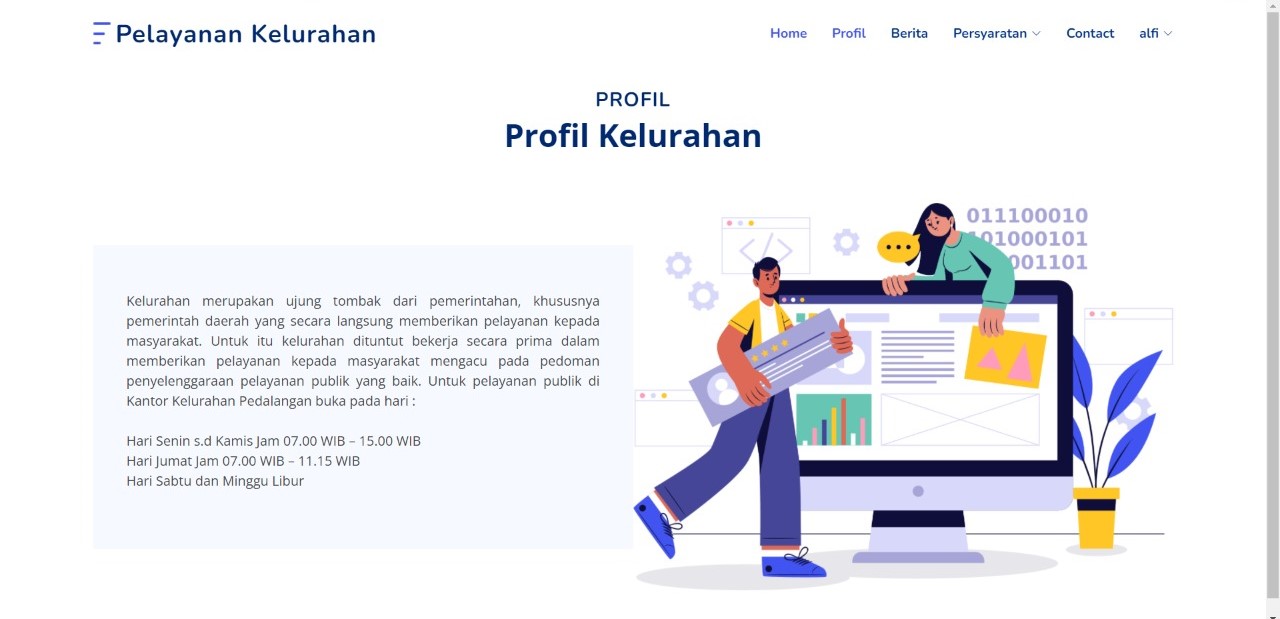 Pelayanan Kelurahan
Home Profil Berita Persyaratan Contact alfi
PROFIL
Profil Kelurahan
Kelurahan merupakan ujung tombak dari pemerintahan, khususnya
pemerintah daerah yang secara langsung memberikan pelayanan kepada
masyarakat. Untuk itu kelurahan dituntut bekerja secara prima dalam
memberikan pelayanan kepada masyarakat mengacu pada pedoman
penyelenggaraan pelayanan publik yang baik. Untuk pelayanan publik di
Kantor Kelurahan Pedalangan buka pada hari :
Hari Senin s.d Kamis Jam 07.00 WIB – 15.00 WIB
Hari Jumat Jam 07.00 WIB – 11.15 WIB
Hari Sabtu dan Minggu Libur
</>
011100010
101000101
001101